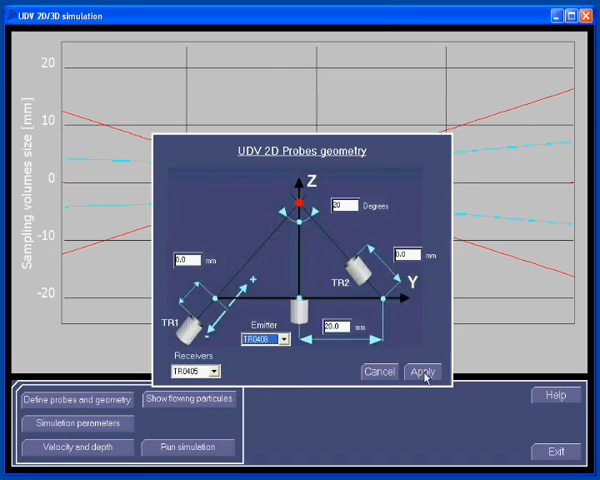 UDV 2D/3D simulation
20
10
0
-10
-20
Sampling volumes size [mm]
UDV 2D Probes geometry
Z
20 Degrees
0.0 mm
0.0 mm
+
TR2
Y
TR1
-
Emitter
TR0408
20.0 mm
Receivers
TR0405
Cancel
Apply
Define probes and geometry
Show flowing particules
Simulation parameters
Velocity and depth
Run simulation
Help
Exit